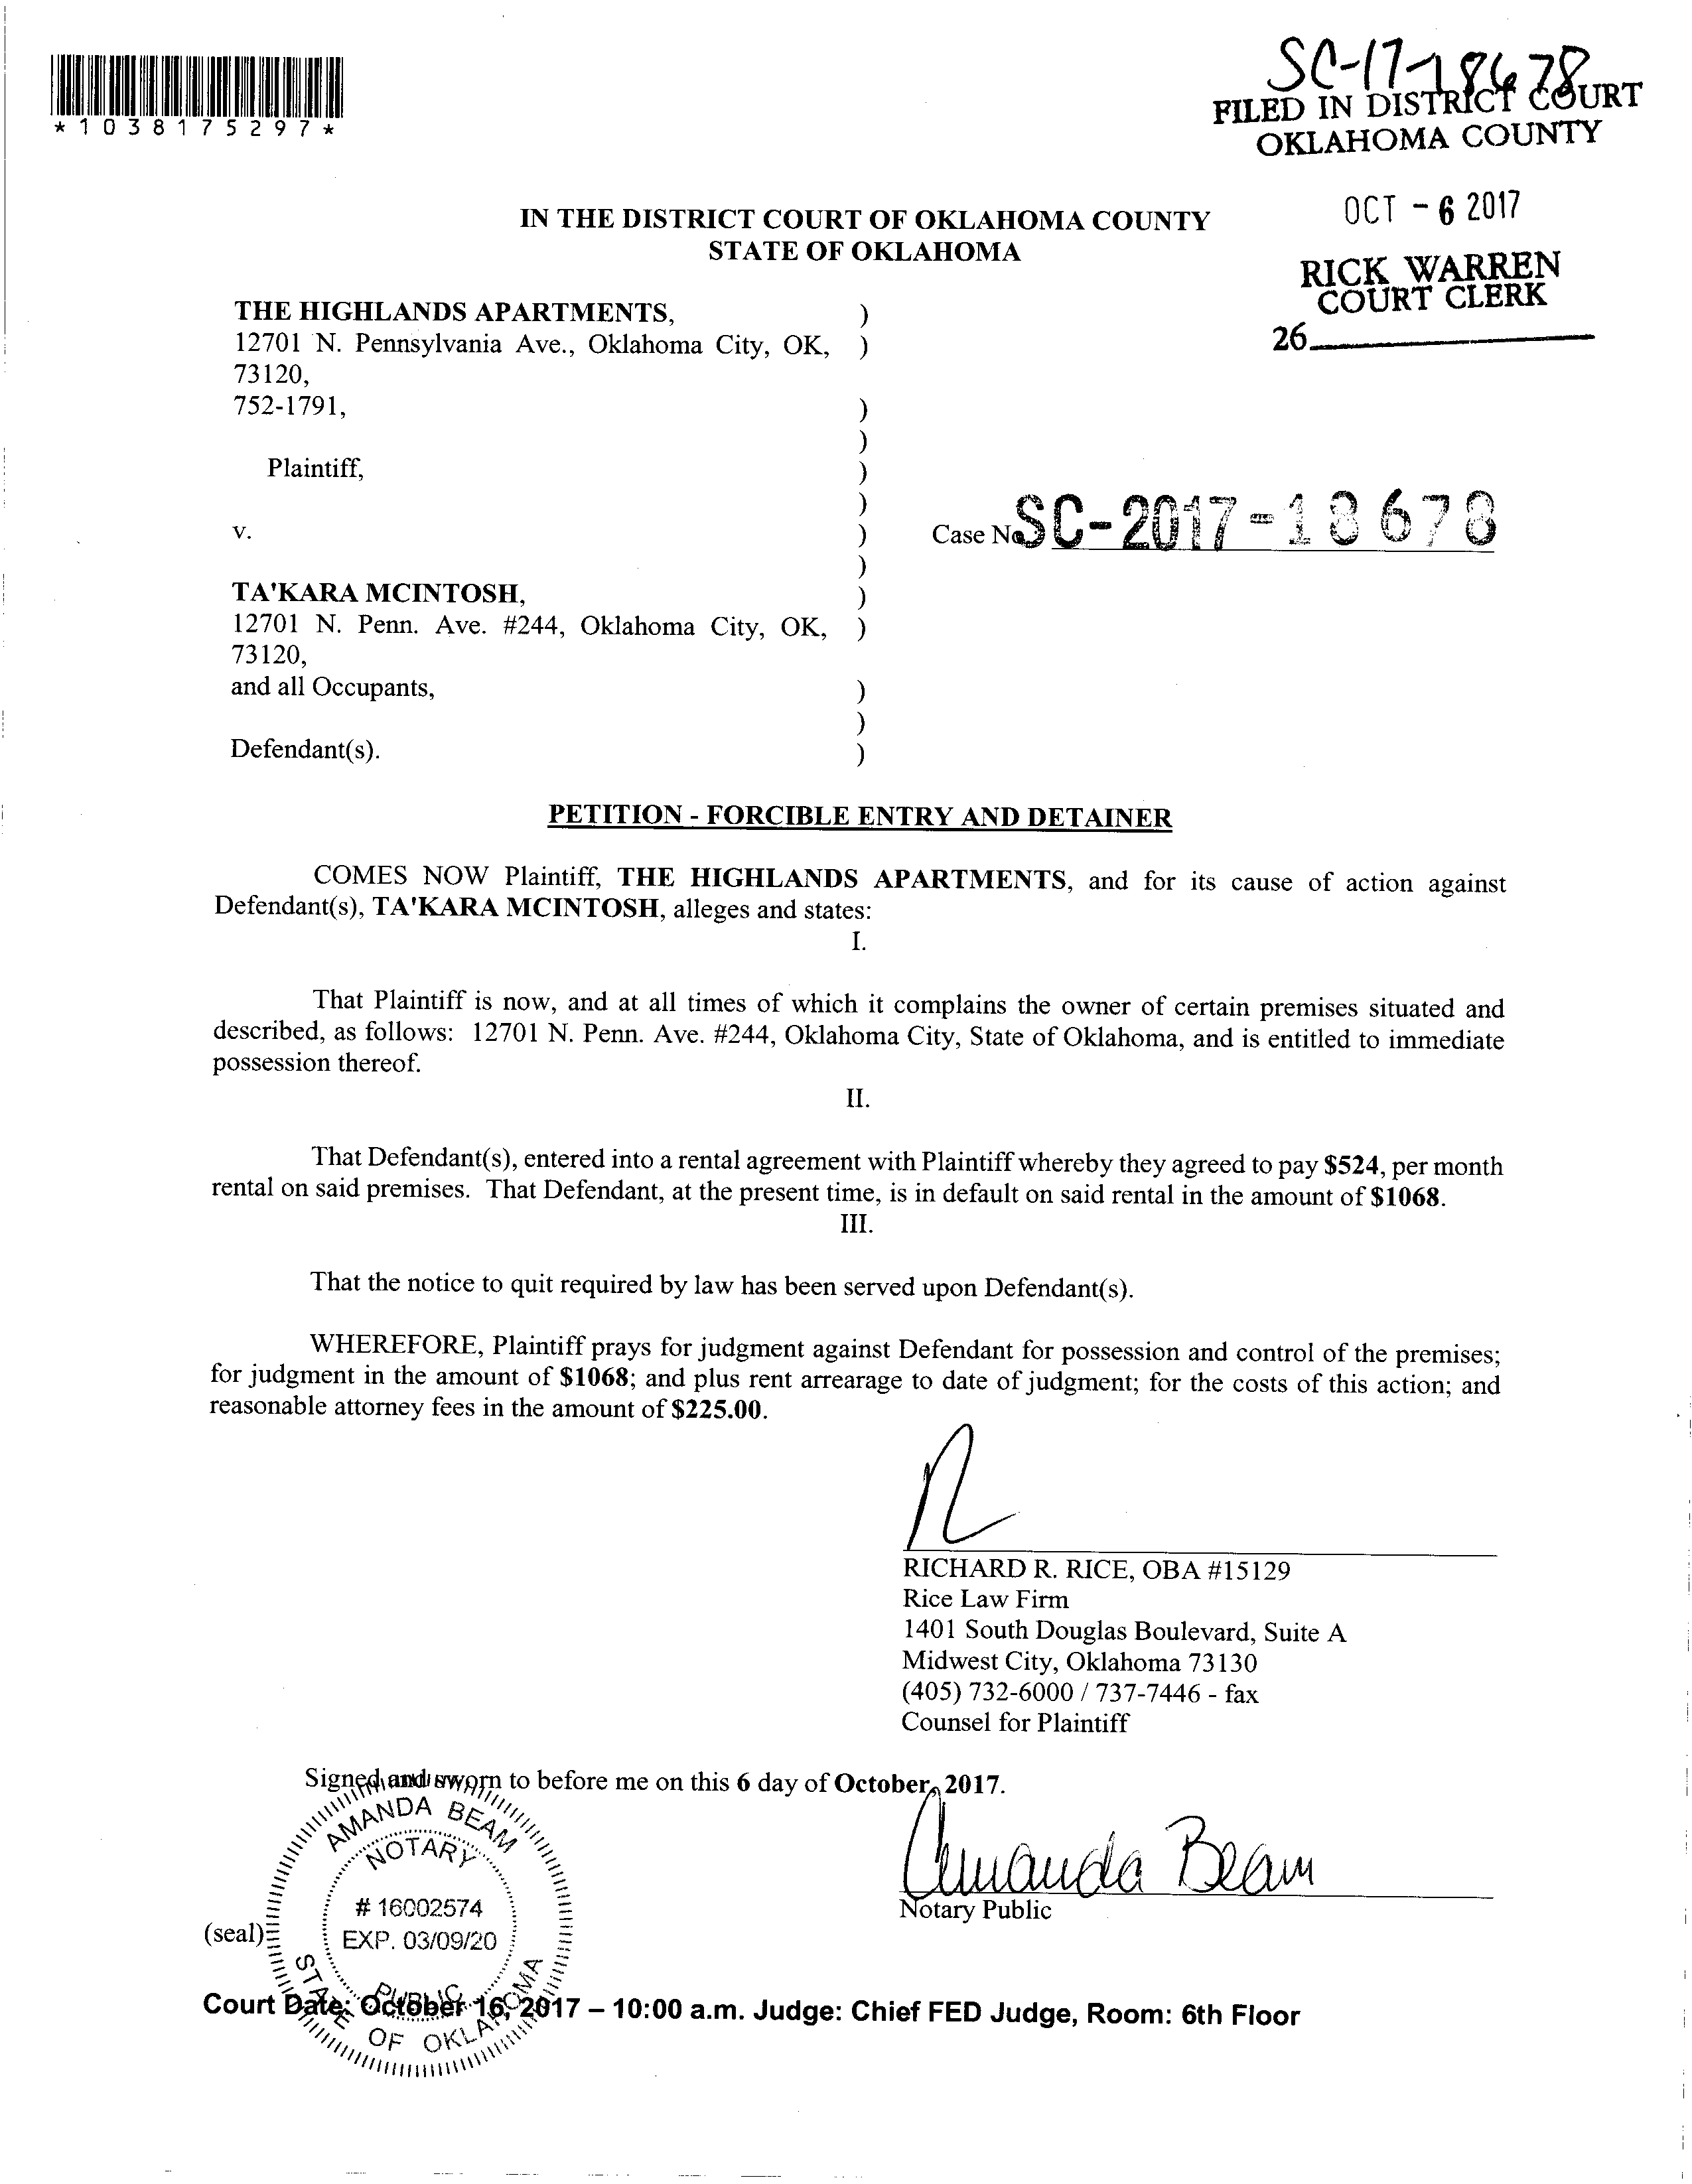 SC-17-18678
*1038175297*
FILED IN DISTRICT COURT
OKLAHOMA COUNTY
OCT - 6 2017
RICK WARREN
COURT CLERK
26
IN THE DISTRICT COURT OF OKLAHOMA COUNTY
STATE OF OKLAHOMA
THE HIGHLANDS APARTMENTS, )
12701 N. Pennsylvania Ave., Oklahoma City, OK, )
73120,
752-1791, )
)
Plaintiff, )
)
v. )
Case No SC-2017-18678
)
TA'KARA MCINTOSH, )
12701 N. Penn. Ave. #244, Oklahoma City, OK, )
73120,
and all Occupants, )
)
Defendant(s). )
PETITION - FORCIBLE ENTRY AND DETAINER
COMES NOW Plaintiff, THE HIGHLANDS APARTMENTS, and for its cause of action against
Defendant(s), TA'KARA MCINTOSH, alleges and states:
I.
That Plaintiff is now, and at all times of which it complains the owner of certain premises situated and
described, as follows: 12701 N. Penn. Ave. #244, Oklahoma City, State of Oklahoma, and is entitled to immediate
possession thereof.
II.
That Defendant(s), entered into a rental agreement with Plaintiff whereby they agreed to pay $524, per month
rental on said premises. That Defendant, at the present time, is in default on said rental in the amount of $1068.
III.
That the notice to quit required by law has been served upon Defendant(s).
WHEREFORE, Plaintiff prays for judgment against Defendant for possession and control of the premises;
for judgment in the amount of $1068; and plus rent arrearage to date of judgment; for the costs of this action; and
reasonable attorney fees in the amount of $225.00.
RICHARD R. RICE, OBA #15129
Rice Law Firm
1401 South Douglas Boulevard, Suite A
Midwest City, Oklahoma 73130
(405) 732-6000 / 737-7446 - fax
Counsel for Plaintiff
Signed and sworn to before me on this 6 day of October, 2017.
Amanda Beam
Notary Public
AMANDA BEAM
NOTARY
# 16002574
EXP. 03/09/20
PUBLIC
STATE OF OKLAHOMA
(seal)
Court Date: October 16, 2017 – 10:00 a.m. Judge: Chief FED Judge, Room: 6th Floor